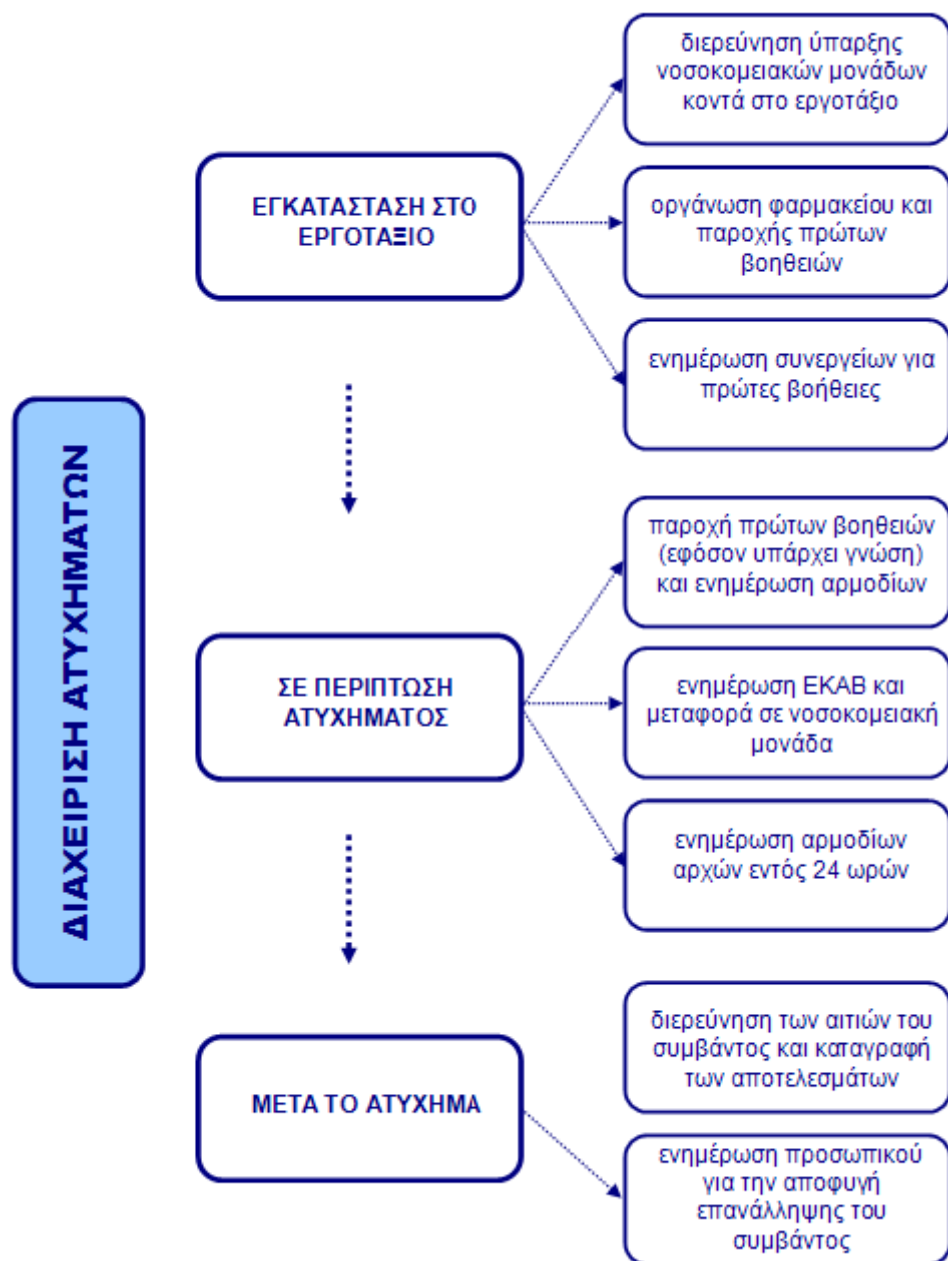 ΔΙΑΧΕΙΡΙΣΗ ΑΤΥΧΗΜΑΤΩΝ
ΕΓΚΑΤΑΣΤΑΣΗ ΣΤΟ
ΕΡΓΟΤΑΞΙΟ
διερεύνηση ύπαρξης
νοσοκομειακών μονάδων
κοντά στο εργοτάξιο
οργάνωση φαρμακείου και
παροχής πρώτων
βοηθειών
ενημέρωση συνεργείων για
πρώτες βοήθειες
ΣΕ ΠΕΡΙΠΤΩΣΗ
ΑΤΥΧΗΜΑΤΟΣ
παροχή πρώτων βοηθειών
(εφόσον υπάρχει γνώση)
και ενημέρωση αρμοδίων
ενημέρωση ΕΚΑΒ και
μεταφορά σε νοσοκομειακή
μονάδα
ενημέρωση αρμοδίων
αρχών εντός 24 ωρών
ΜΕΤΑ ΤΟ ΑΤΥΧΗΜΑ
διερεύνηση των αιτιών του
συμβάντος και καταγραφή
των αποτελεσμάτων
ενημέρωση προσωπικού
για την αποφυγή
επανάλληψης του
συμβάντος